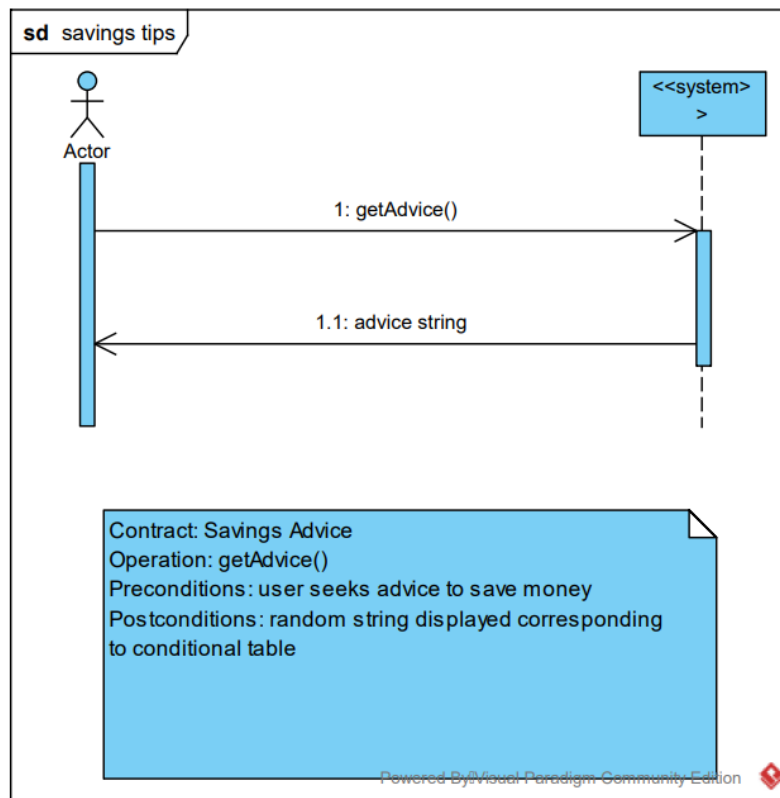 sd savings tips
Actor
<<system>
>
1: getAdvice()
1.1: advice string
Contract: Savings Advice
Operation: getAdvice()
Preconditions: user seeks advice to save money
Postconditions: random string displayed corresponding
to conditional table
Powered By Visual Paradigm Community Edition